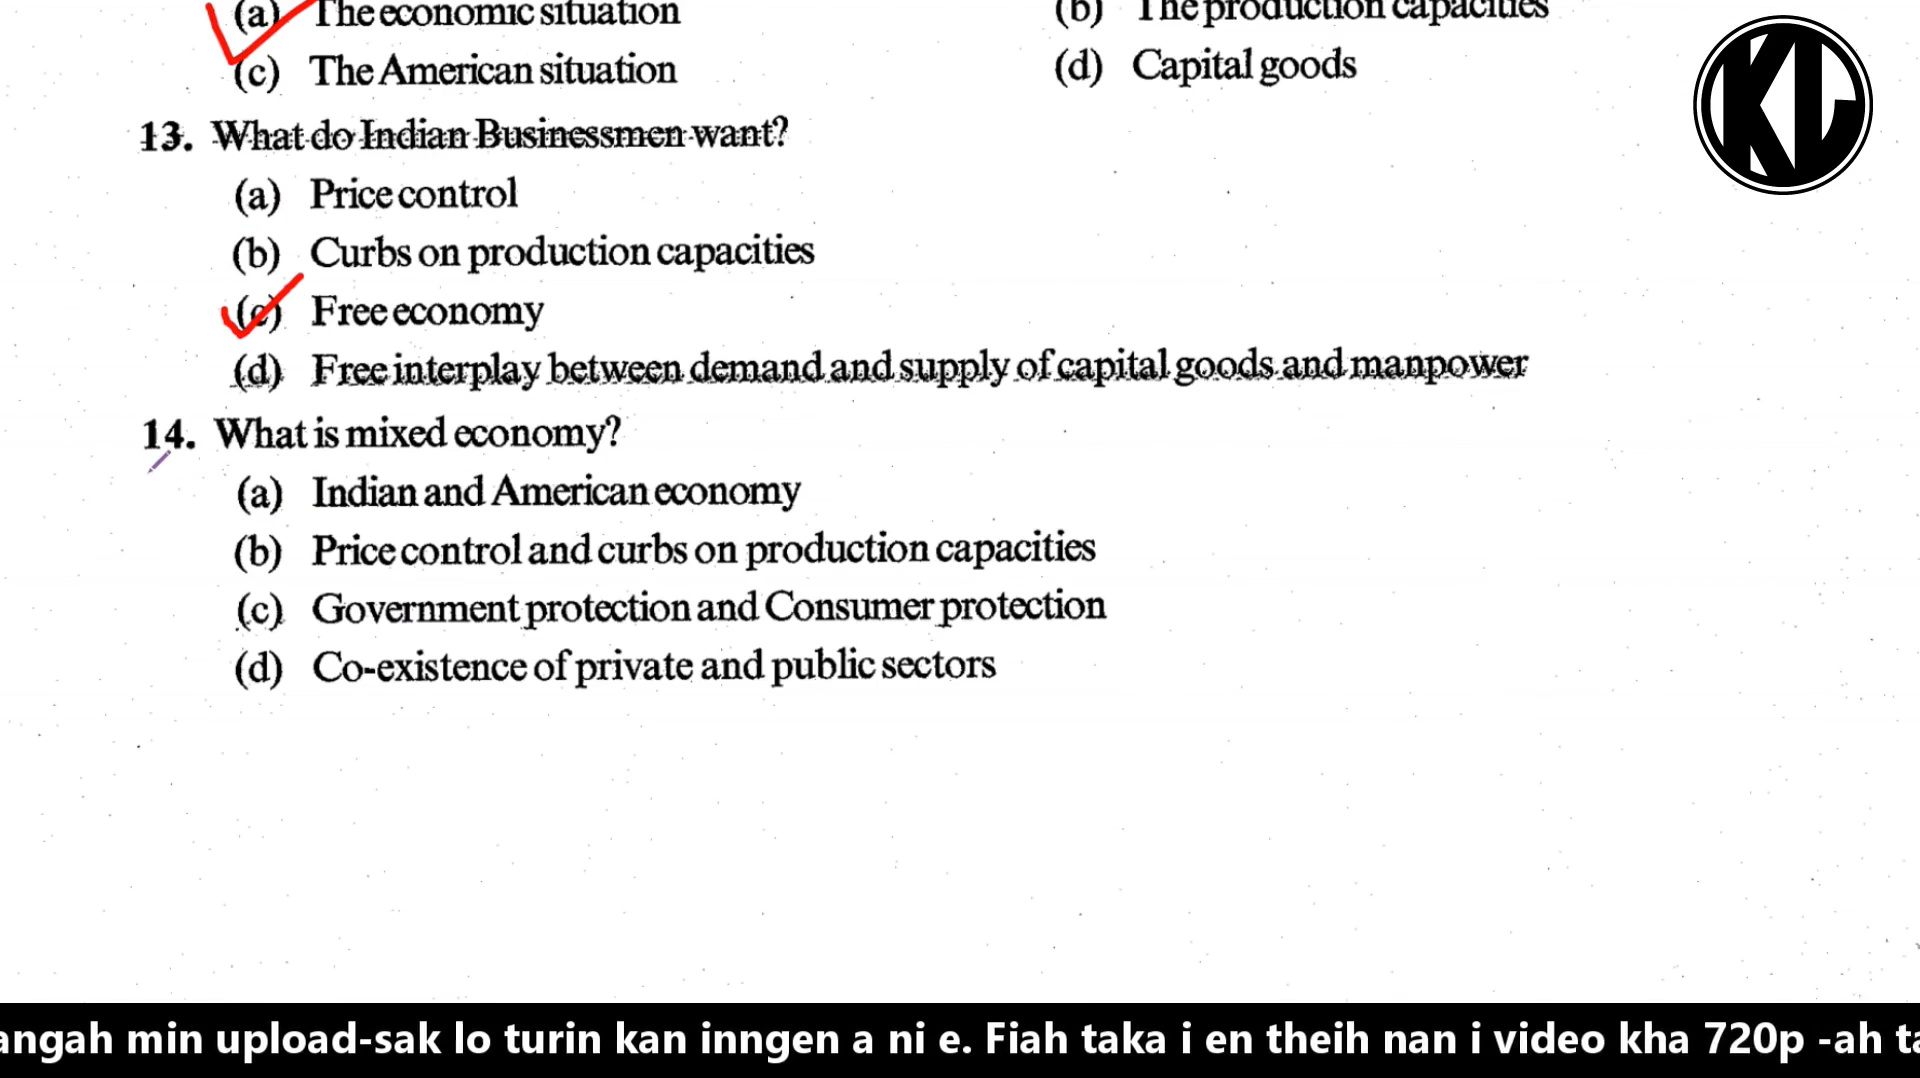 (a) The economic situation (b) The production capacities
(c) The American situation (d) Capital goods
13. What do Indian Businessmen want?
(a) Price control
(b) Curbs on production capacities
(c) Free economy
(d) Free interplay between demand and supply of capital goods and manpower
14. What is mixed economy?
(a) Indian and American economy
(b) Price control and curbs on production capacities
(c) Government protection and Consumer protection
(d) Co-existence of private and public sectors
KL
min upload-sak lo turin kan inngen a ni e. Fiah taka i en theih nan i video kha 720p -ah